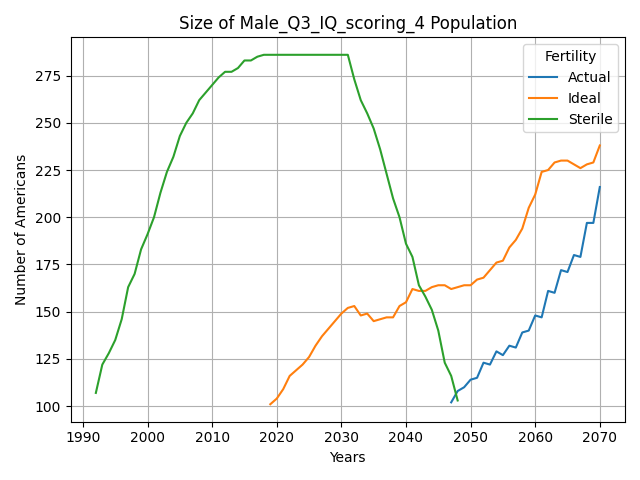 Size of Male_Q3_IQ_scoring_4 Population
Number of Americans
275
250
225
200
175
150
125
100
Fertility
Actual
Ideal
Sterile
1990 2000 2010 2020 2030 2040 2050 2060 2070
Years